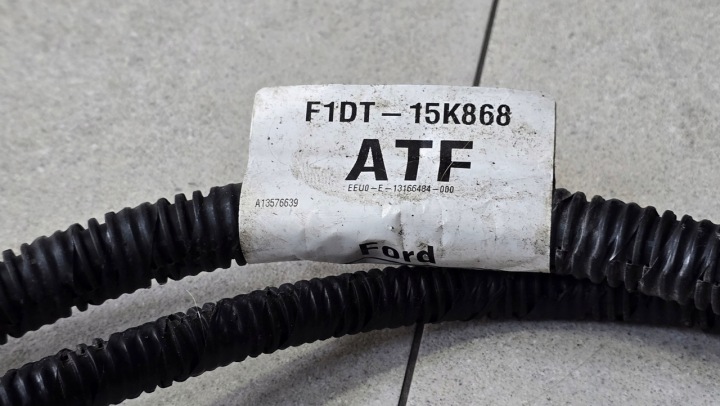 F1DT-15K868
ATF
EEU0-E-13166484-000
A13576639
Ford